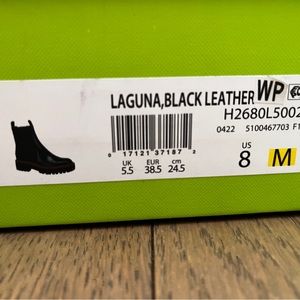 LAGUNA,BLACK LEATHER WP
H2680L5002
0422 5100467703 F1
0 17121 37187 2
US
8 M
UK EUR cm
5.5 38.5 24.5